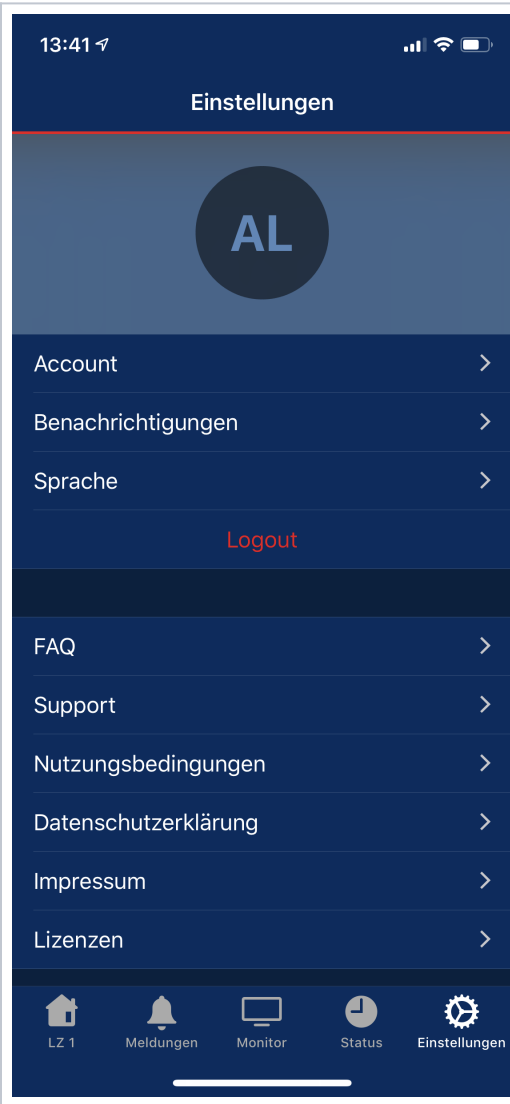 13:41
Einstellungen
AL
Account
Benachrichtigungen
Sprache
Logout
FAQ
Support
Nutzungsbedingungen
Datenschutzerklärung
Impressum
Lizenzen
LZ 1 Meldungen Monitor Status Einstellungen